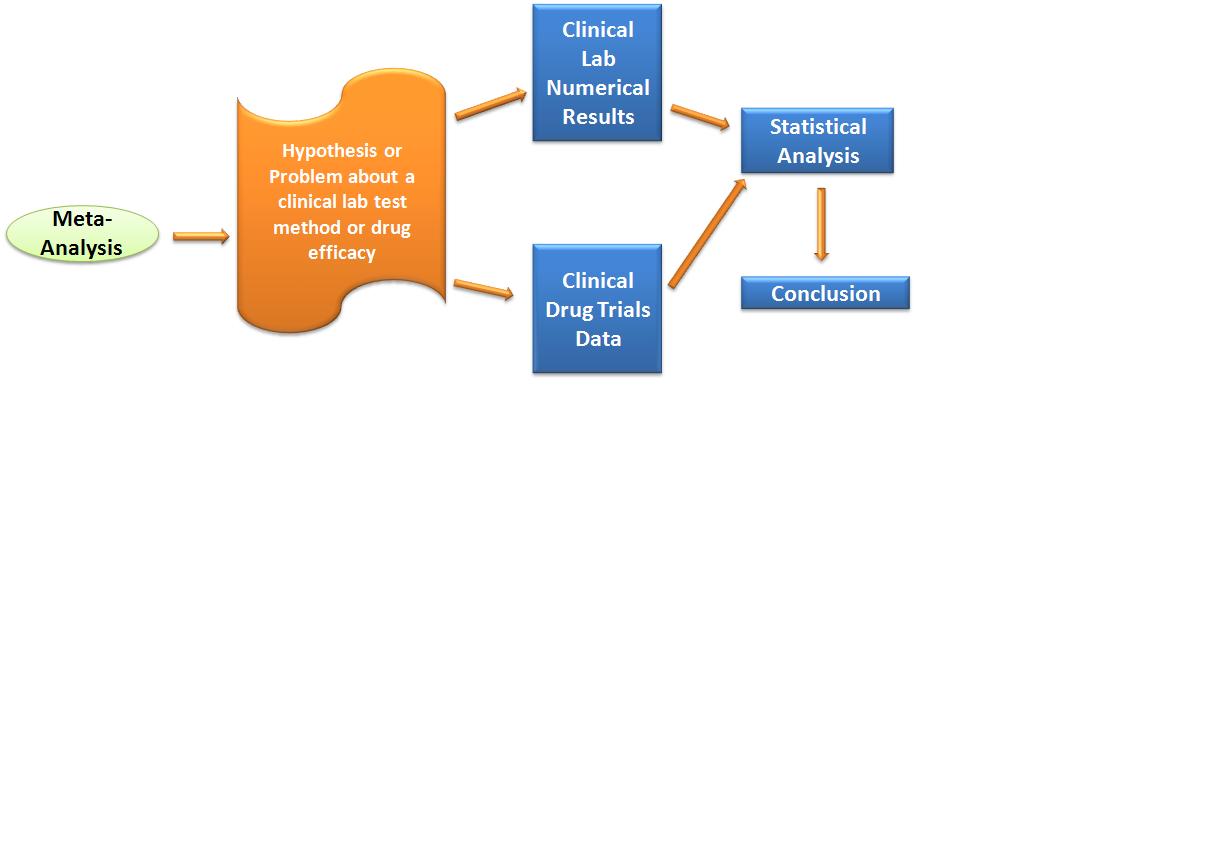 Meta-
Analysis
Hypothesis or
Problem about a
clinical lab test
method or drug
efficacy
Clinical
Lab
Numerical
Results
Clinical
Drug Trials
Data
Statistical
Analysis
Conclusion